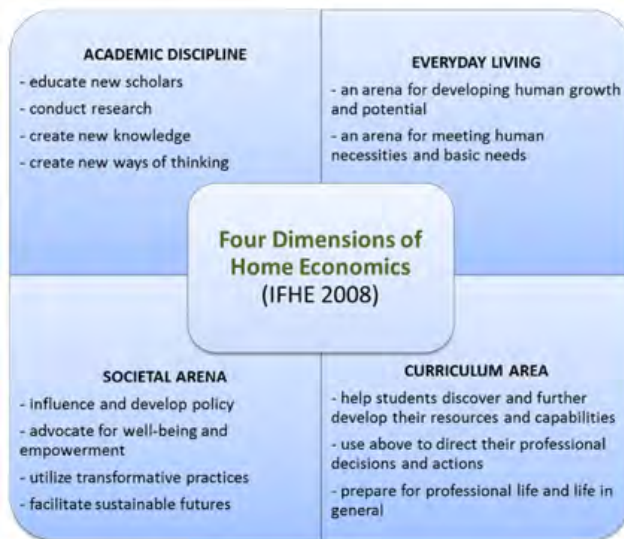 ACADEMIC DISCIPLINE
- educate new scholars
- conduct research
- create new knowledge
- create new ways of thinking
EVERYDAY LIVING
- an arena for developing human growth
and potential
- an arena for meeting human
necessities and basic needs
Four Dimensions of
Home Economics
(IFHE 2008)
SOCIETAL ARENA
- influence and develop policy
- advocate for well-being and
empowerment
- utilize transformative practices
- facilitate sustainable futures
CURRICULUM AREA
- help students discover and further
develop their resources and capabilities
- use above to direct their professional
decisions and actions
- prepare for professional life and life in
general